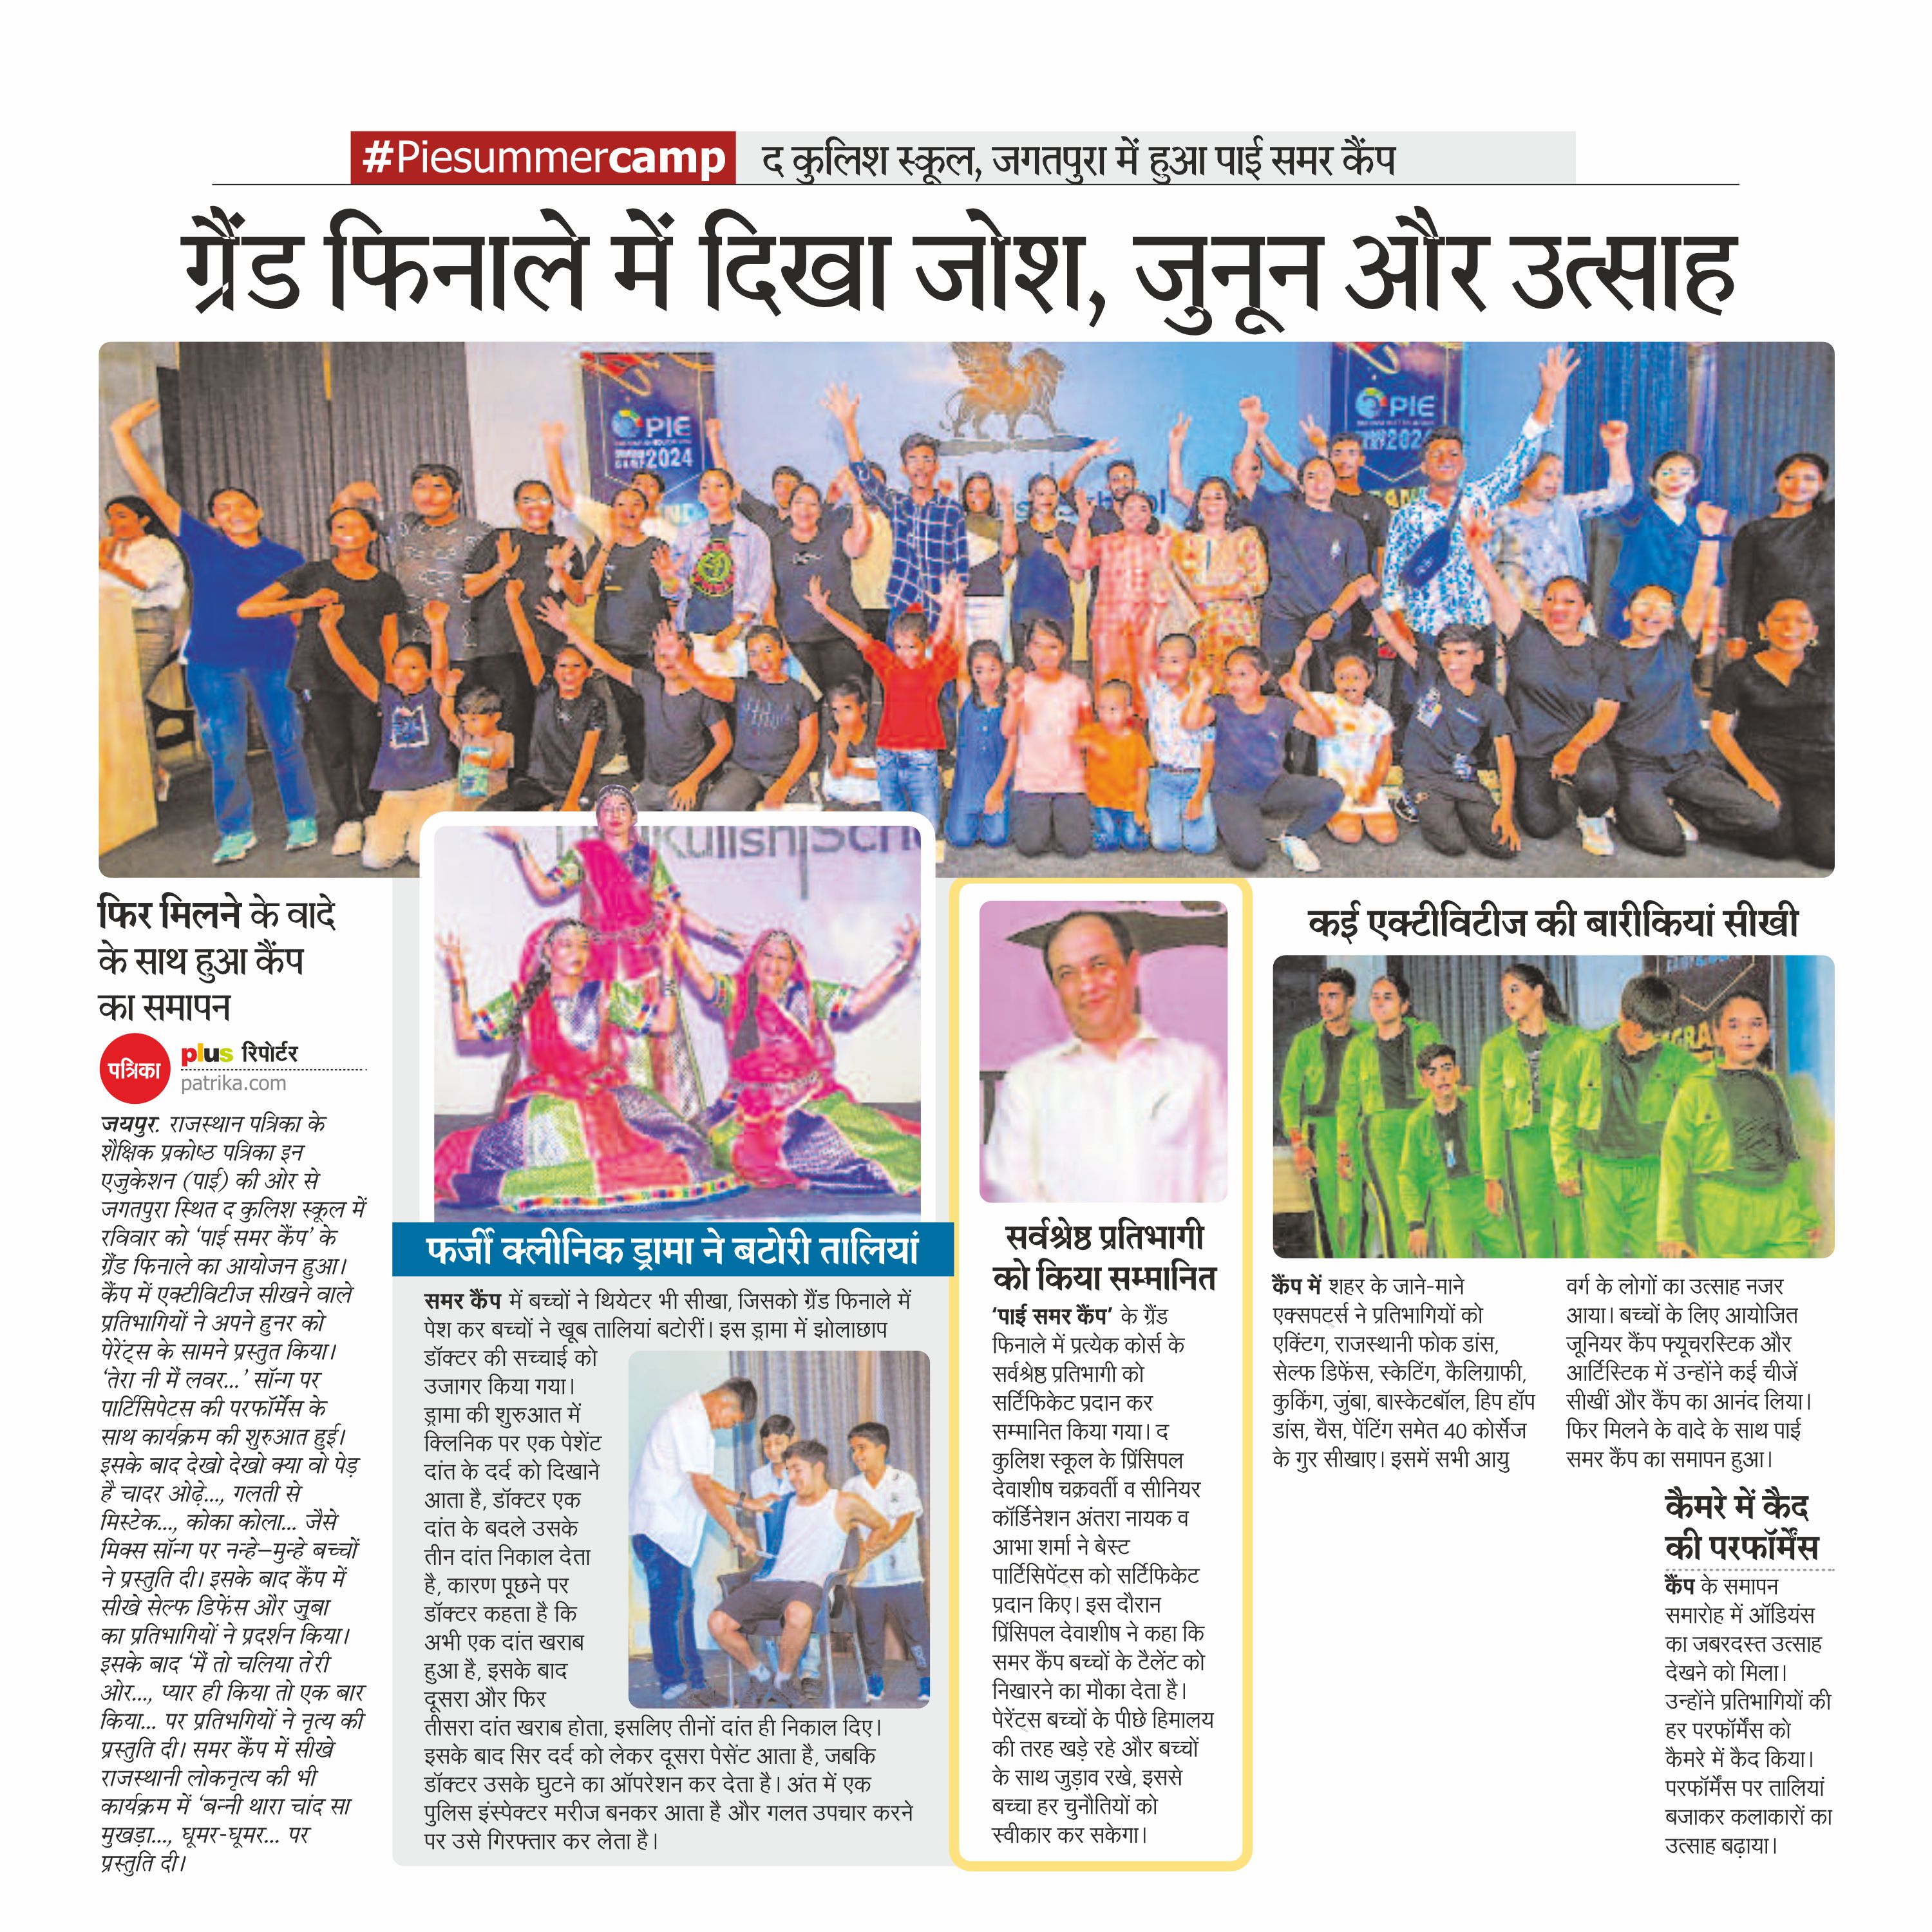 #Piesummercamp द कुलिश स्कूल, जगतपुरा में हुआ पाई समर कैंप
ग्रैंड फिनाले में दिखा जोश, जुनून और उत्साह
PIE
2024
PIE
2024
School
फिर मिलने के वादे
के साथ हुआ कैंप
का समापन
पत्रिका
plus रिपोर्टर
patrika.com
जयपुर. राजस्थान पत्रिका के
शैक्षिक प्रकोष्ठ पत्रिका इन
एजुकेशन (पाई) की ओर से
जगतपुरा स्थित द कुलिश स्कूल में
रविवार को ‘पाई समर कैंप’ के
ग्रैंड फिनाले का आयोजन हुआ।
कैंप में एक्टीविटीज सीखने वाले
प्रतिभागियों ने अपने हुनर को
पेरेंट्स के सामने प्रस्तुत किया।
‘तेरा नी मैं लवर...’ सॉन्ग पर
पार्टिसिपेट्स की परफॉर्मेंस के
साथ कार्यक्रम की शुरुआत हुई।
इसके बाद देखो देखो क्या वो पेड़
है चादर ओढ़े..., गलती से
मिस्टेक..., कोका कोला... जैसे
मिक्स सॉन्ग पर नन्हे–मुन्हे बच्चों
ने प्रस्तुति दी। इसके बाद कैंप में
सीखे सेल्फ डिफेंस और जुबा
का प्रतिभागियों ने प्रदर्शन किया।
इसके बाद ‘मैं तो चलिया तेरी
ओर..., प्यार ही किया तो एक बार
किया... पर प्रतिभगियों ने नृत्य की
प्रस्तुति दी। समर कैंप में सीखे
राजस्थानी लोकनृत्य की भी
कार्यक्रम में ‘बन्नी थारा चांद सा
मुखड़ा..., घूमर-घूमर... पर
प्रस्तुति दी।
Kulish Sch
फर्जी क्लीनिक ड्रामा ने बटोरी तालियां
समर कैंप में बच्चों ने थियेटर भी सीखा, जिसको ग्रैंड फिनाले में
पेश कर बच्चों ने खूब तालियां बटोरीं। इस ड्रामा में झोलाछाप
डॉक्टर की सच्चाई को
उजागर किया गया।
ड्रामा की शुरुआत में
क्लिनिक पर एक पेशेंट
दांत के दर्द को दिखाने
आता है, डॉक्टर एक
दांत के बदले उसके
तीन दांत निकाल देता
है, कारण पूछने पर
डॉक्टर कहता है कि
अभी एक दांत खराब
हुआ है, इसके बाद
दूसरा और फिर
तीसरा दांत खराब होता, इसलिए तीनों दांत ही निकाल दिए।
इसके बाद सिर दर्द को लेकर दूसरा पेसेंट आता है, जबकि
डॉक्टर उसके घुटने का ऑपरेशन कर देता है। अंत में एक
पुलिस इंस्पेक्टर मरीज बनकर आता है और गलत उपचार करने
पर उसे गिरफ्तार कर लेता है।
सर्वश्रेष्ठ प्रतिभागी
को किया सम्मानित
‘पाई समर कैंप’ के ग्रैंड
फिनाले में प्रत्येक कोर्स के
सर्वश्रेष्ठ प्रतिभागी को
सर्टिफिकेट प्रदान कर
सम्मानित किया गया। द
कुलिश स्कूल के प्रिंसिपल
देवाशीष चक्रवर्ती व सीनियर
कॉर्डिनेशन अंतरा नायक व
आभा शर्मा ने बेस्ट
पार्टिसिपेंट्स को सर्टिफिकेट
प्रदान किए। इस दौरान
प्रिंसिपल देवाशीष ने कहा कि
समर कैंप बच्चों के टैलेंट को
निखारने का मौका देता है।
पेरेंट्स बच्चों के पीछे हिमालय
की तरह खड़े रहे और बच्चों
के साथ जुड़ाव रखे, इससे
बच्चा हर चुनौतियों को
स्वीकार कर सकेगा।
कई एक्टीविटीज की बारीकियां सीखी
कैंप में शहर के जाने-माने
एक्सपर्ट्स ने प्रतिभागियों को
एक्टिंग, राजस्थानी फोक डांस,
सेल्फ डिफेंस, स्केटिंग, कैलिग्राफी,
कुकिंग, जुंबा, बास्केटबॉल, हिप हॉप
डांस, चैस, पेंटिंग समेत 40 कोर्सेज
के गुर सीखाए। इसमें सभी आयु
वर्ग के लोगों का उत्साह नजर
आया। बच्चों के लिए आयोजित
जूनियर कैंप फ्यूचरस्टिक और
आर्टिस्टिक में उन्होंने कई चीजें
सीखीं और कैंप का आनंद लिया।
फिर मिलने के वादे के साथ पाई
समर कैंप का समापन हुआ।
कैमरे में कैद
की परफॉर्मेंस
कैंप के समापन
समारोह में ऑडियंस
का जबरदस्त उत्साह
देखने को मिला।
उन्होंने प्रतिभागियों की
हर परफॉर्मेंस को
कैमरे में कैद किया।
परफॉर्मेंस पर तालियां
बजाकर कलाकारों का
उत्साह बढ़ाया।